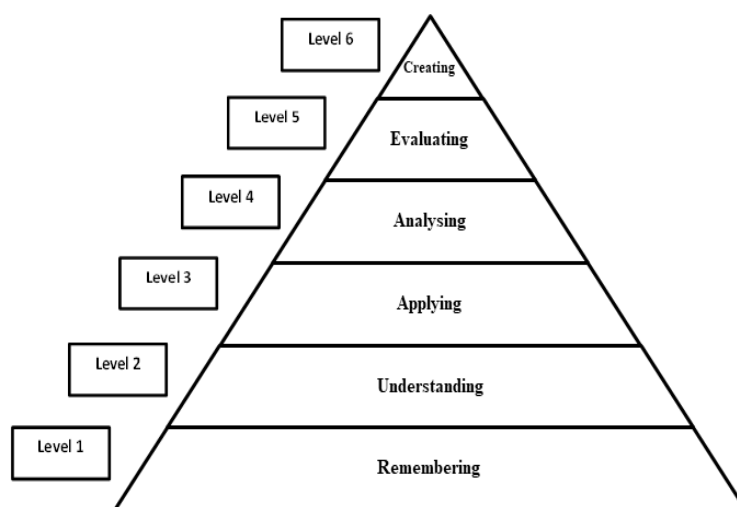 Level 6
Creating
Level 5
Evaluating
Level 4
Analysing
Level 3
Applying
Level 2
Understanding
Level 1
Remembering